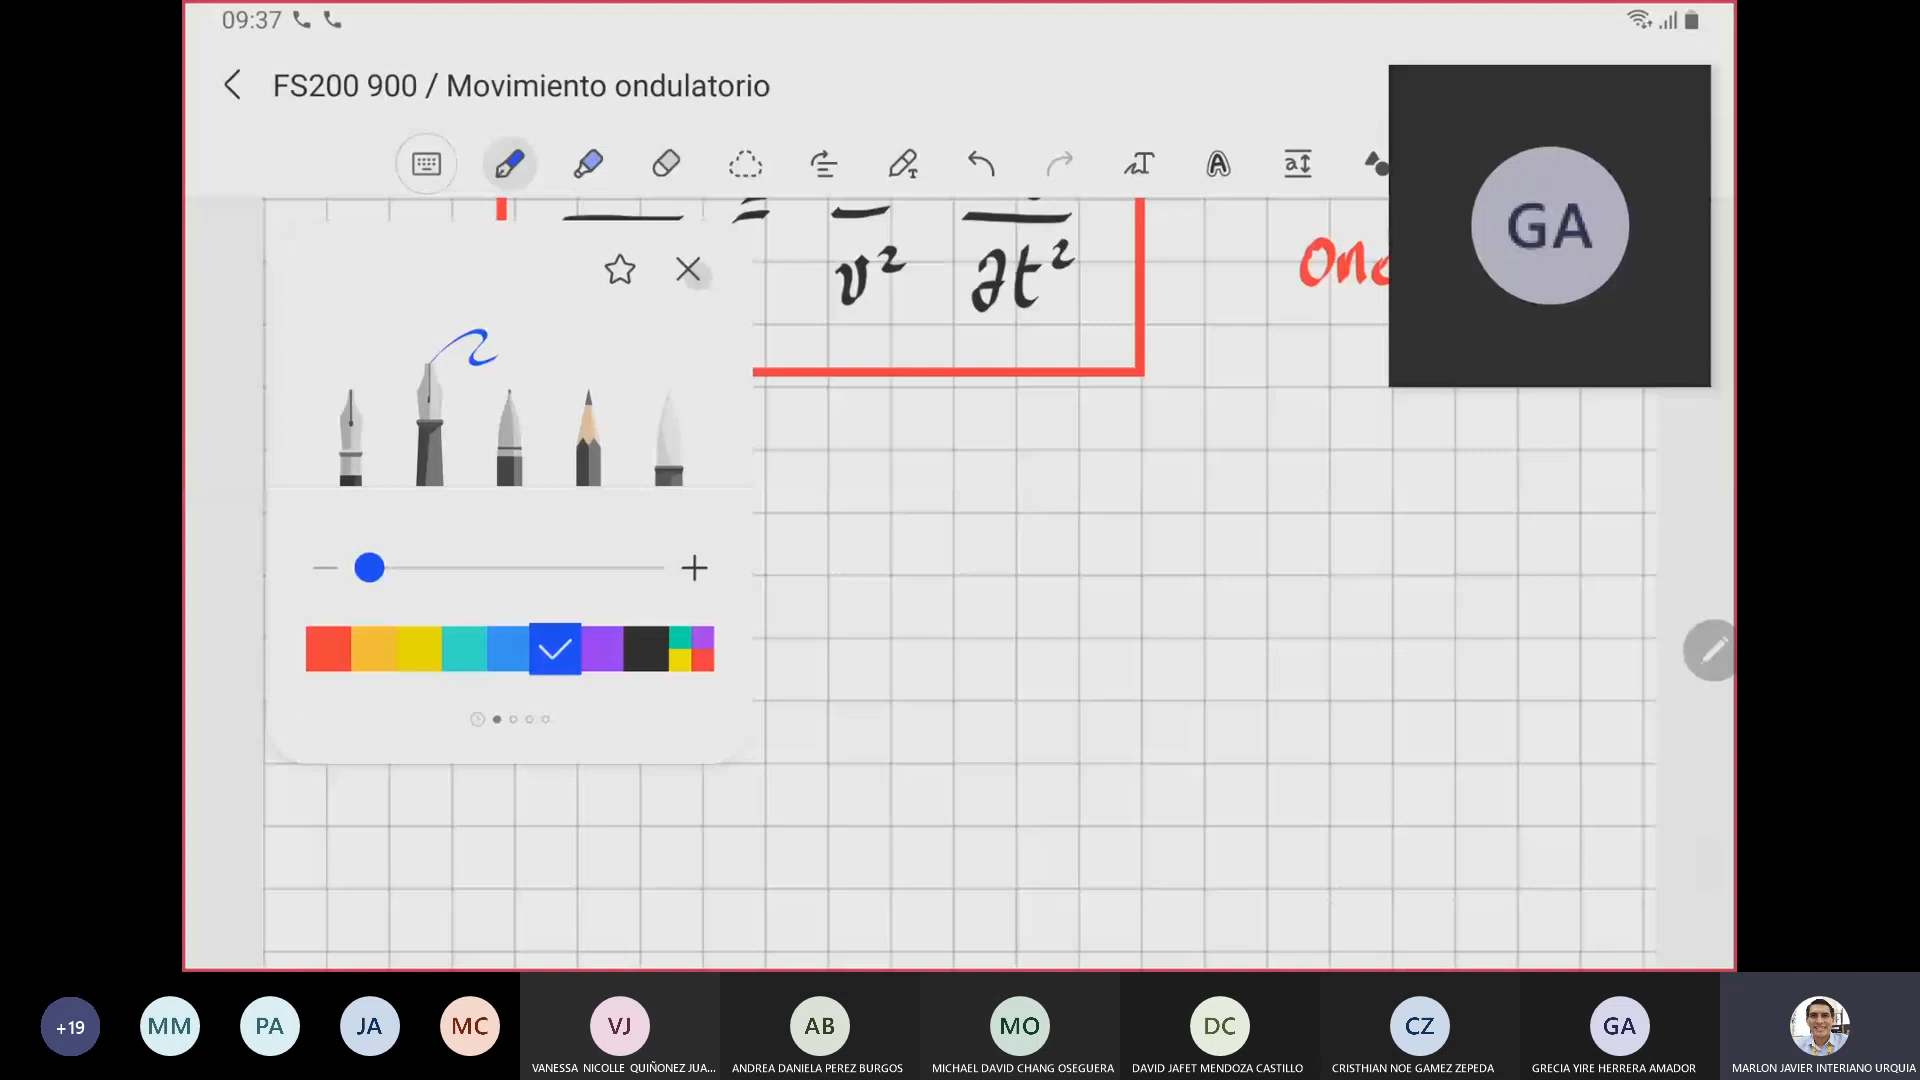 09:37
FS200 900 / Movimiento ondulatorio
GA
=
v² ∂t²
+19
MM
PA
JA
MC
VJ
AB
MO
DC
CZ
GA
VANESSA NICOLLE QUIÑONEZ JUA...
ANDREA DANIELA PEREZ BURGOS
MICHAEL DAVID CHANG OSEGUERA
DAVID JAFET MENDOZA CASTILLO
CRISTHIAN NOE GAMEZ ZEPEDA
GRECIA YIRE HERRERA AMADOR
MARLON JAVIER INTERIANO URQUIA